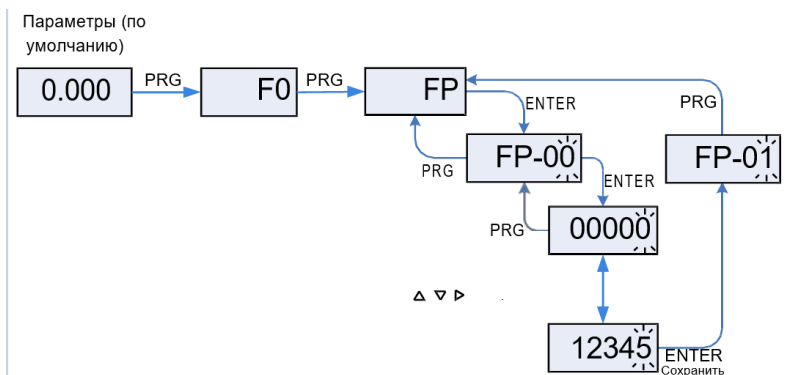 Параметры (по
умолчанию)
0.000
PRG
F0
PRG
FP
ENTER
PRG
FP-00
PRG
ENTER
FP-01
00000
PRG
12345
ENTER
Сохранить